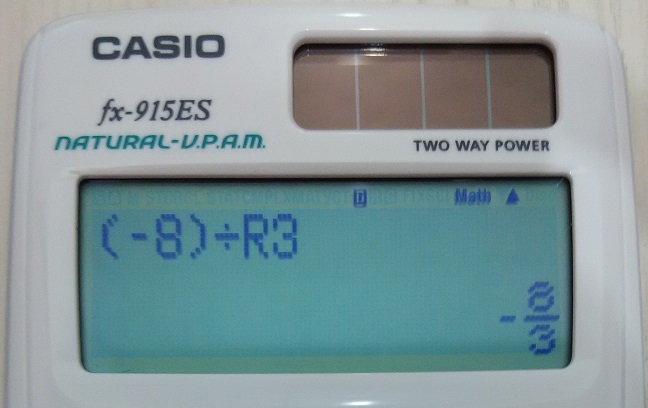 CASIO
fx-915ES
NATURAL-V.P.A.M.
TWO WAY POWER
D Math ▲
(-8)÷R3
-8/3